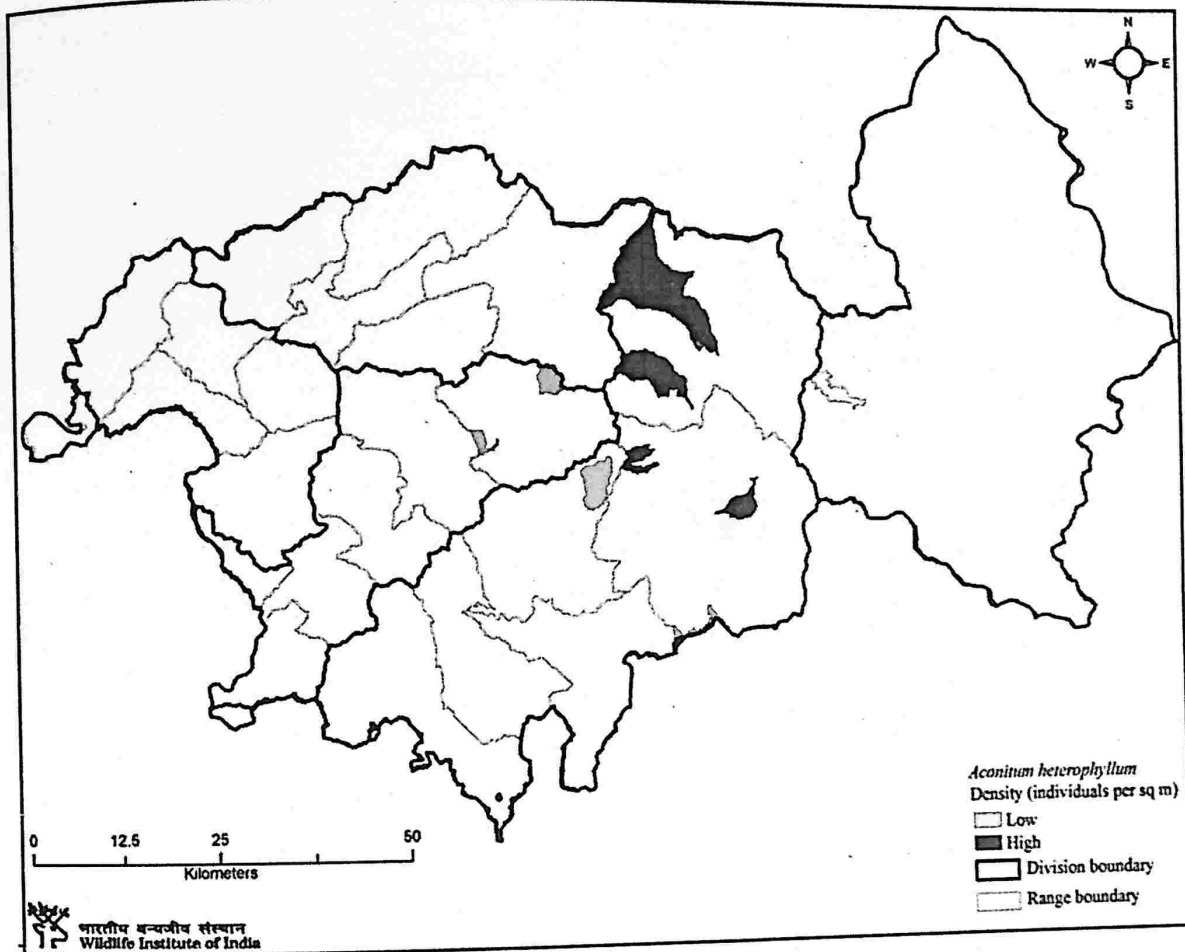 N
W E
S
Aconitum heterophyllum
Density (individuals per sq m)
Low
High
Division boundary
Range boundary
0 12.5 25 50
Kilometers
भारतीय वन्यजीव संस्थान
Wildlife Institute of India